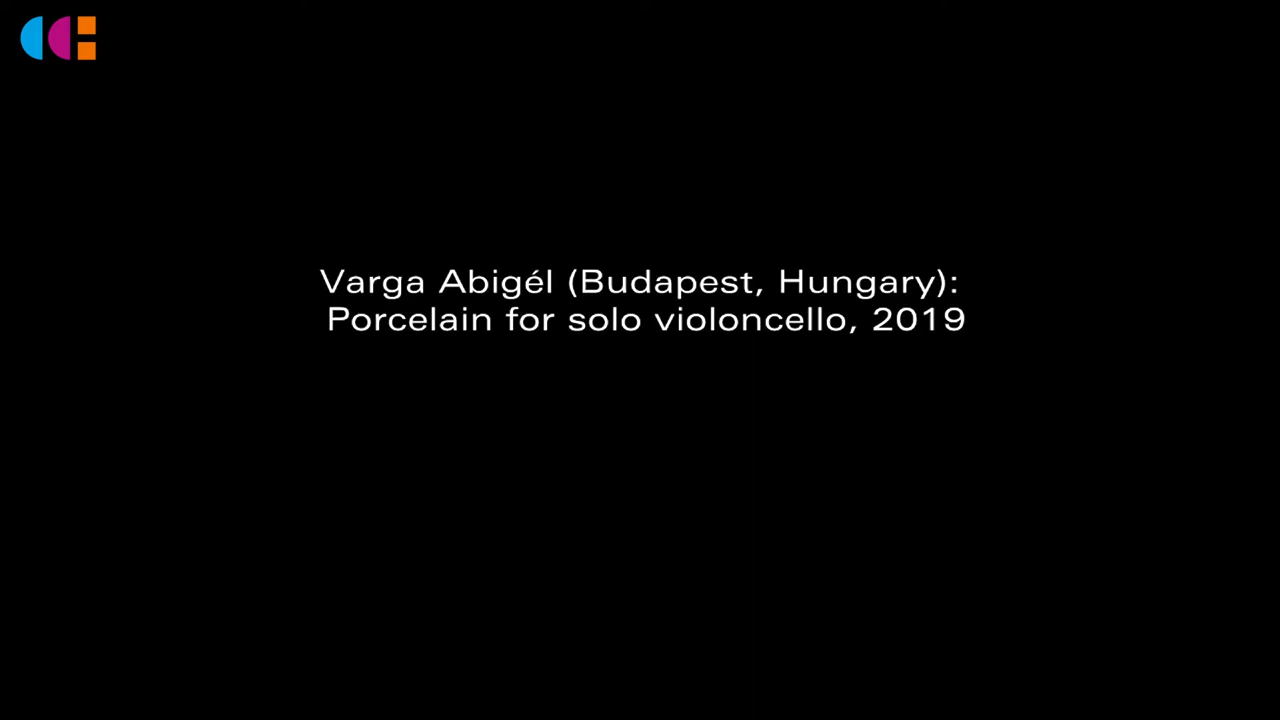 Varga Abigél (Budapest, Hungary):
Porcelain for solo violoncello, 2019